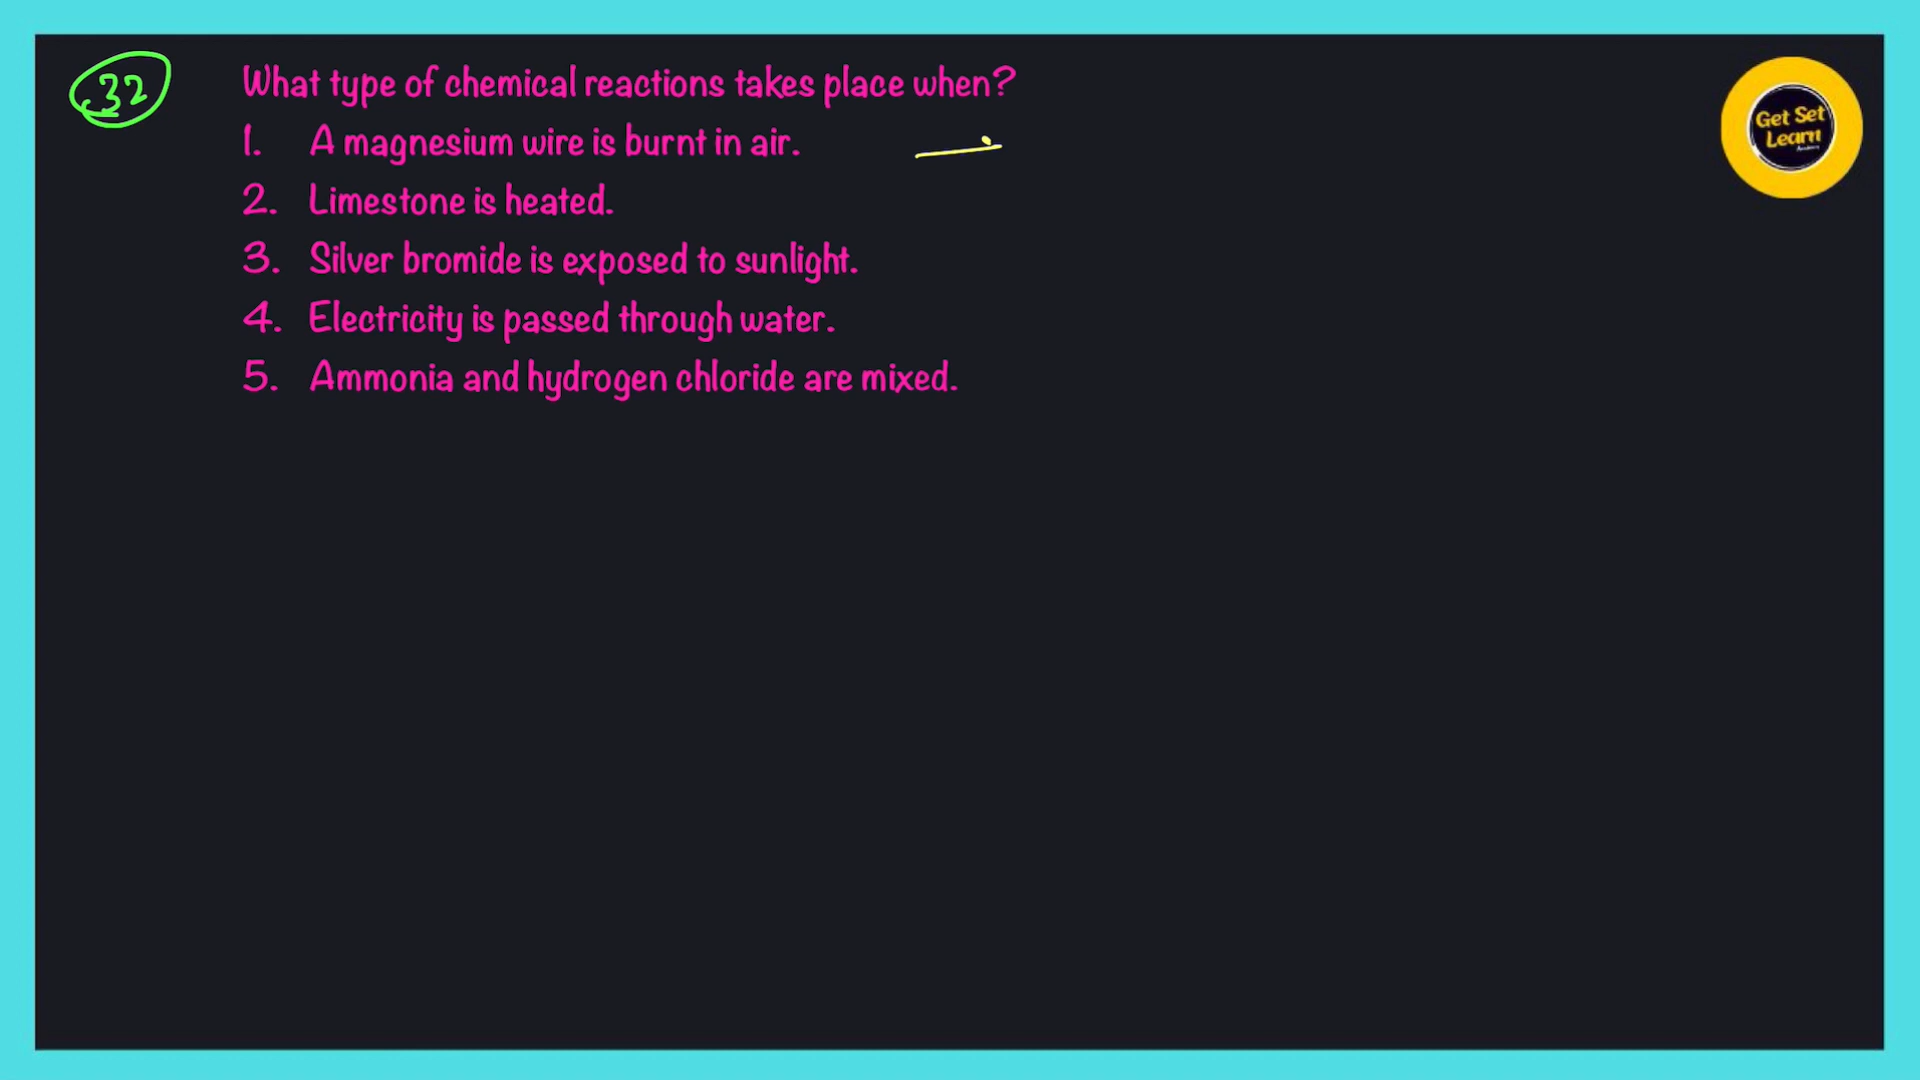 32
What type of chemical reactions takes place when?
1. A magnesium wire is burnt in air.
2. Limestone is heated.
3. Silver bromide is exposed to sunlight.
4. Electricity is passed through water.
5. Ammonia and hydrogen chloride are mixed.
Get Set
Learn
Academy